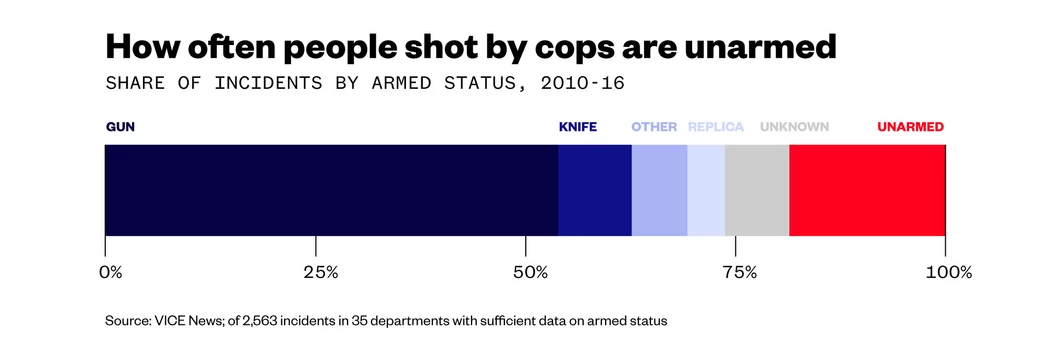 How often people shot by cops are unarmed
SHARE OF INCIDENTS BY ARMED STATUS, 2010-16
GUN KNIFE OTHER REPLICA UNKNOWN UNARMED
0% 25% 50% 75% 100%
Source: VICE News; of 2,563 incidents in 35 departments with sufficient data on armed status